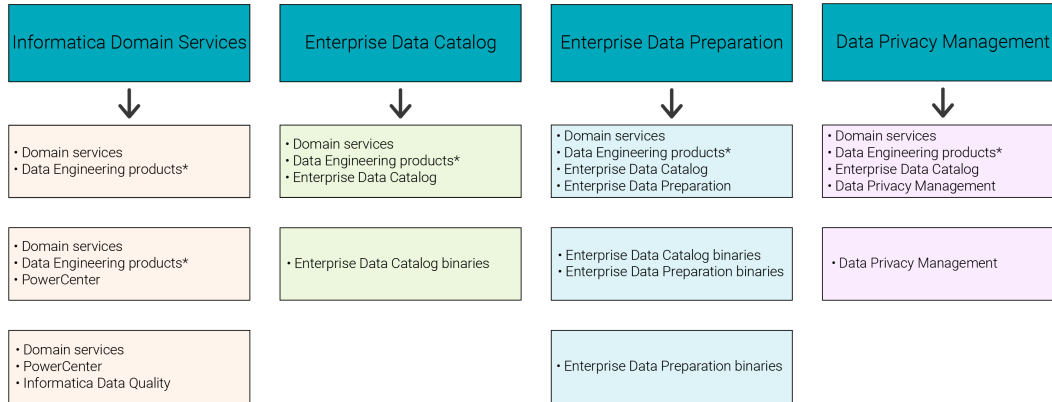 Informatica Domain Services
Enterprise Data Catalog
Enterprise Data Preparation
Data Privacy Management
• Domain services
• Data Engineering products*
• Domain services
• Data Engineering products*
• Enterprise Data Catalog
• Domain services
• Data Engineering products*
• Enterprise Data Catalog
• Enterprise Data Preparation
• Domain services
• Data Engineering products*
• Enterprise Data Catalog
• Data Privacy Management
• Domain services
• Data Engineering products*
• PowerCenter
• Enterprise Data Catalog binaries
• Enterprise Data Catalog binaries
• Enterprise Data Preparation binaries
• Data Privacy Management
• Domain services
• PowerCenter
• Informatica Data Quality
• Enterprise Data Preparation binaries